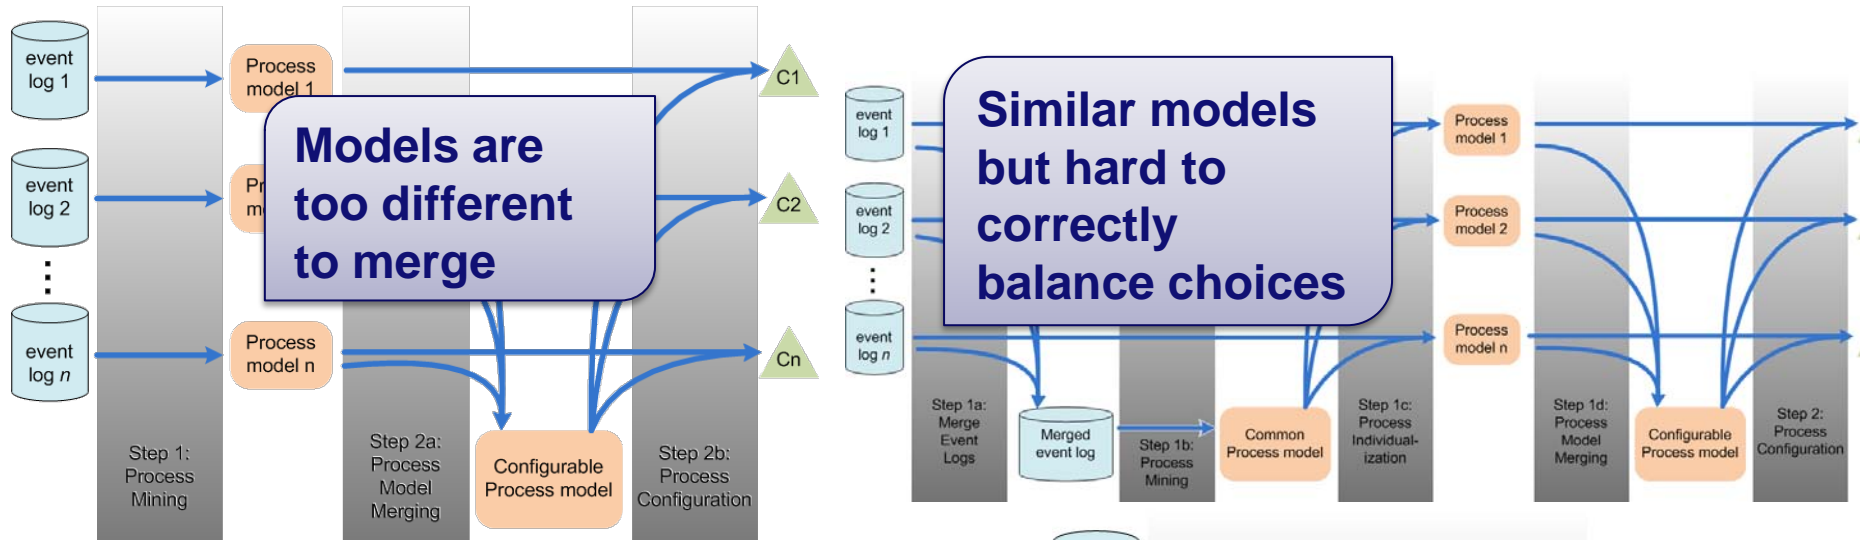 event
log 1
Process
model 1
C1
Models are
too different
to merge
event
log 2
Pr
m
C2
event
log n
Process
model n
Cn
Step 1:
Process
Mining
Step 2a:
Process
Model
Merging
Configurable
Process model
Step 2b:
Process
Configuration
event
log 1
Similar models
but hard to
correctly
balance choices
Process
model 1
event
log 2
Process
model 2
event
log n
Process
model n
Step 1a:
Merge
Event
Logs
Merged
event log
Step 1b:
Process
Mining
Common
Process model
Step 1c:
Process
Individual-
ization
Step 1d:
Process
Model
Merging
Configurable
Process model
Step 2:
Process
Configuration